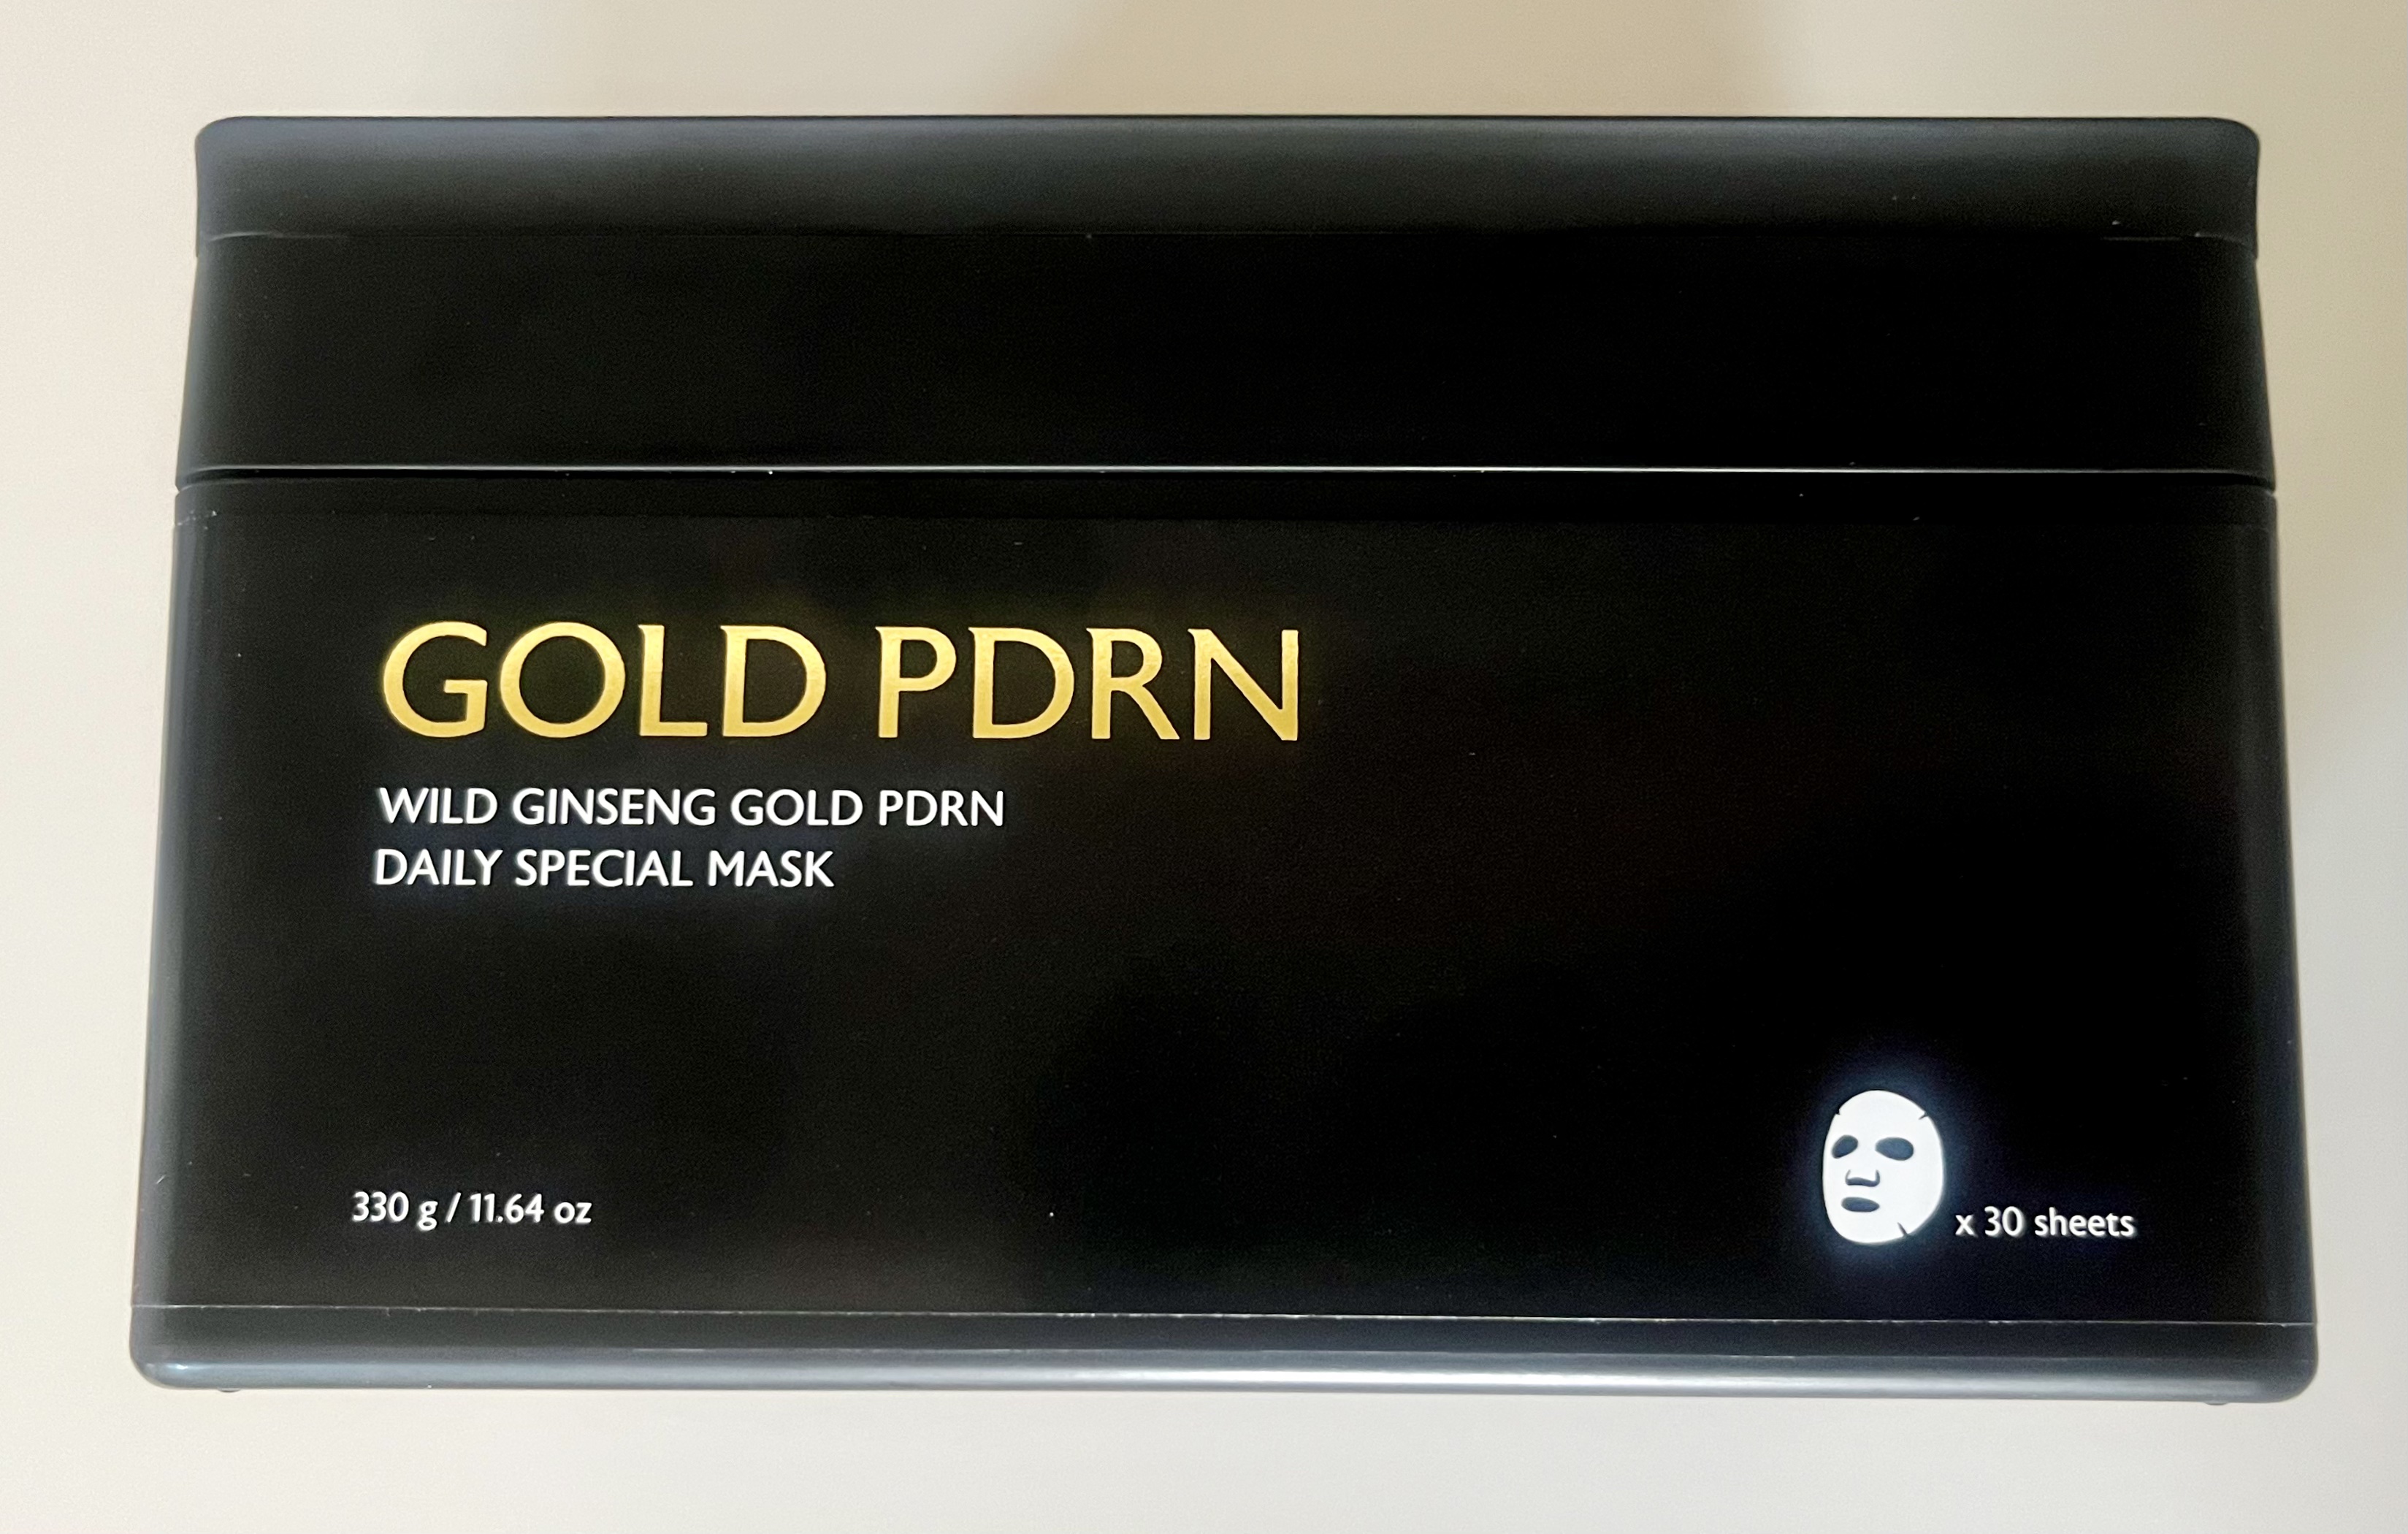 GOLD PDRN
WILD GINSENG GOLD PDRN
DAILY SPECIAL MASK
330 g / 11.64 oz
x 30 sheets